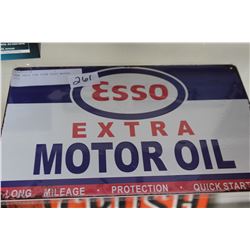 261
Esso
EXTRA
MOTOR OIL
LONG MILEAGE • PROTECTION • QUICK START